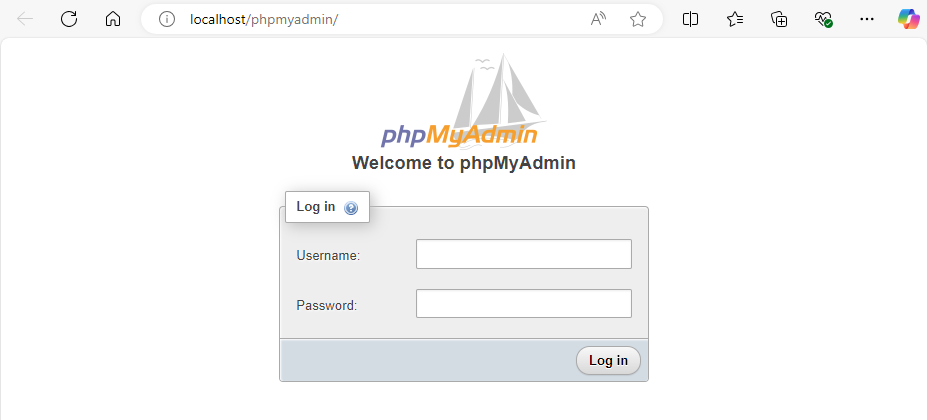 localhost/phpmyadmin/
phpMyAdmin
Welcome to phpMyAdmin
Log in
Username:
Password:
Log in